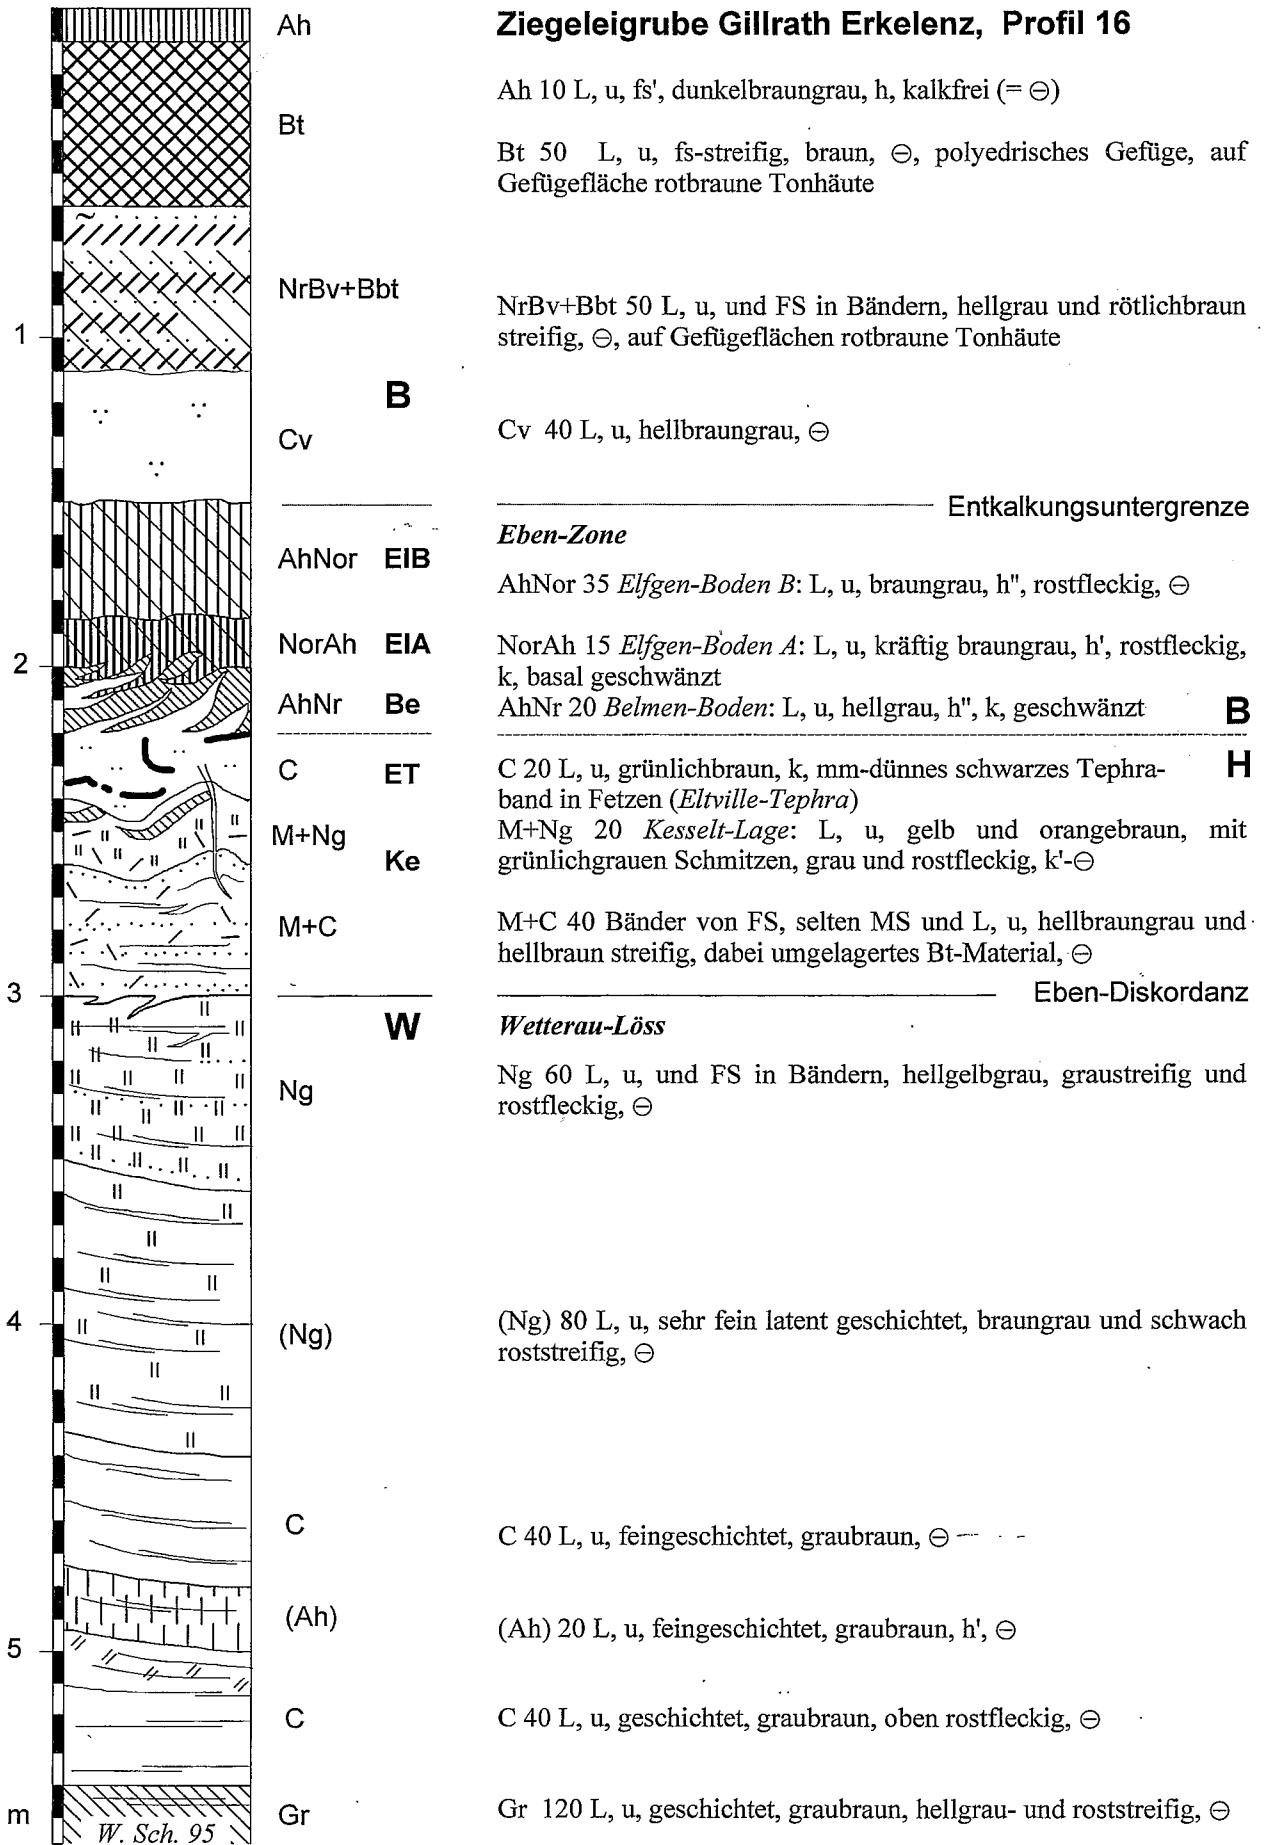 Ah
Ziegeleigrube Gillrath Erkelenz, Profil 16
Ah 10 L, u, fs', dunkelbraungrau, h, kalkfrei (= ⊖)
Bt
Bt 50 L, u, fs-streifig, braun, ⊖, polyedrisches Gefüge, auf
Gefügefläche rotbraune Tonhäute
NrBv+Bbt
NrBv+Bbt 50 L, u, und FS in Bändern, hellgrau und rötlichbraun
streifig, ⊖, auf Gefügeflächen rotbraune Tonhäute
1
B
Cv
Cv 40 L, u, hellbraungrau, ⊖
Entkalkungsuntergrenze
Eben-Zone
AhNor EIB
AhNor 35 Elfgen-Boden B: L, u, braungrau, h", rostfleckig, ⊖
NorAh EIA
NorAh 15 Elfgen-Boden A: L, u, kräftig braungrau, h', rostfleckig,
k, basal geschwänzt
2
AhNr Be
AhNr 20 Belmen-Boden: L, u, hellgrau, h", k, geschwänzt B
C ET
C 20 L, u, grünlichbraun, k, mm-dünnes schwarzes Tephra- H
band in Fetzen (Eltville-Tephra)
M+Ng
Ke
M+Ng 20 Kesselt-Lage: L, u, gelb und orangebraun, mit
grünlichgrauen Schmitzen, grau und rostfleckig, k'-⊖
M+C
M+C 40 Bänder von FS, selten MS und L, u, hellbraungrau und
hellbraun streifig, dabei umgelagertes Bt-Material, ⊖
3
Eben-Diskordanz
W
Wetterau-Löss
Ng
Ng 60 L, u, und FS in Bändern, hellgelbgrau, graustreifig und
rostfleckig, ⊖
4
(Ng)
(Ng) 80 L, u, sehr fein latent geschichtet, braungrau und schwach
roststreifig, ⊖
C
C 40 L, u, feingeschichtet, graubraun, ⊖
(Ah)
(Ah) 20 L, u, feingeschichtet, graubraun, h', ⊖
5
C
C 40 L, u, geschichtet, graubraun, oben rostfleckig, ⊖
m
Gr
Gr 120 L, u, geschichtet, graubraun, hellgrau- und roststreifig, ⊖
W. Sch. 95